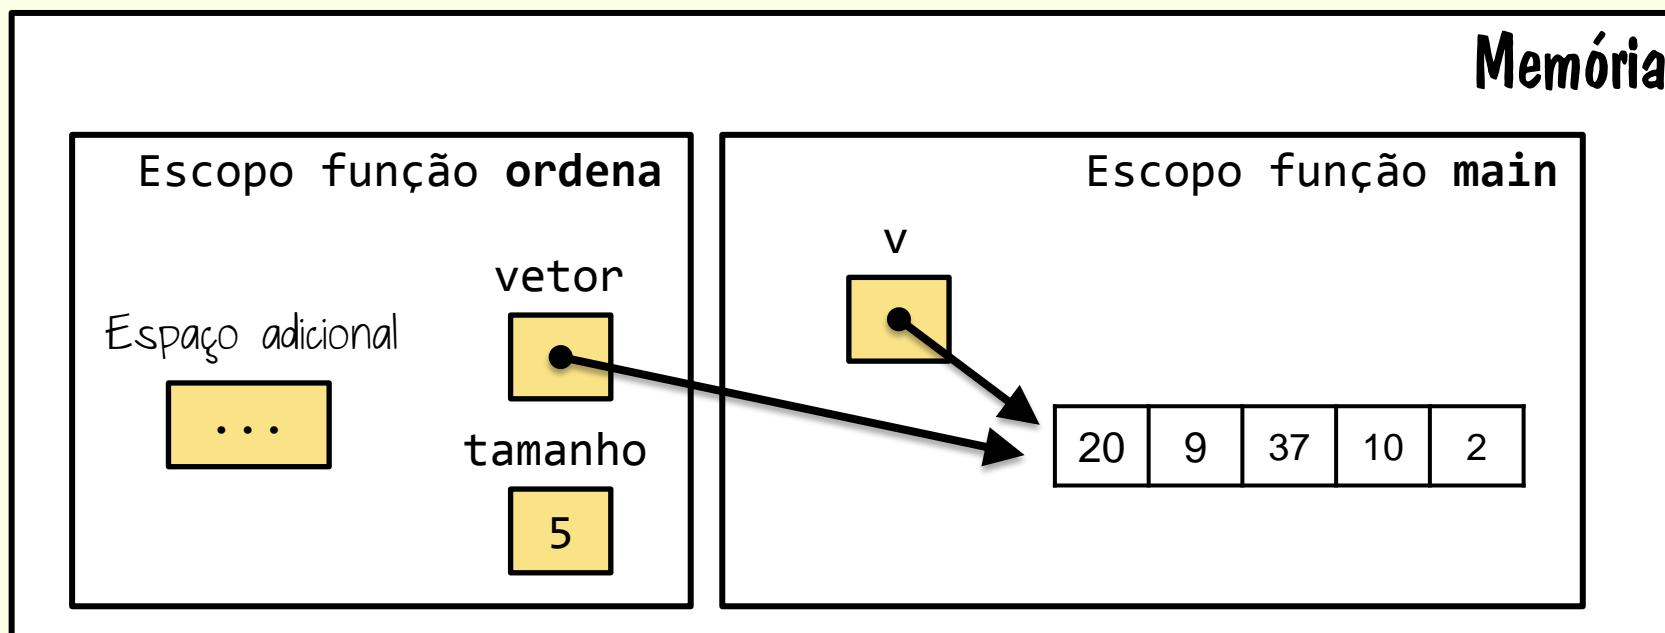 Memória
Escopo função ordena
Espaço adicional
...
vetor
tamanho
5
Escopo função main
v
20 9 37 10 2